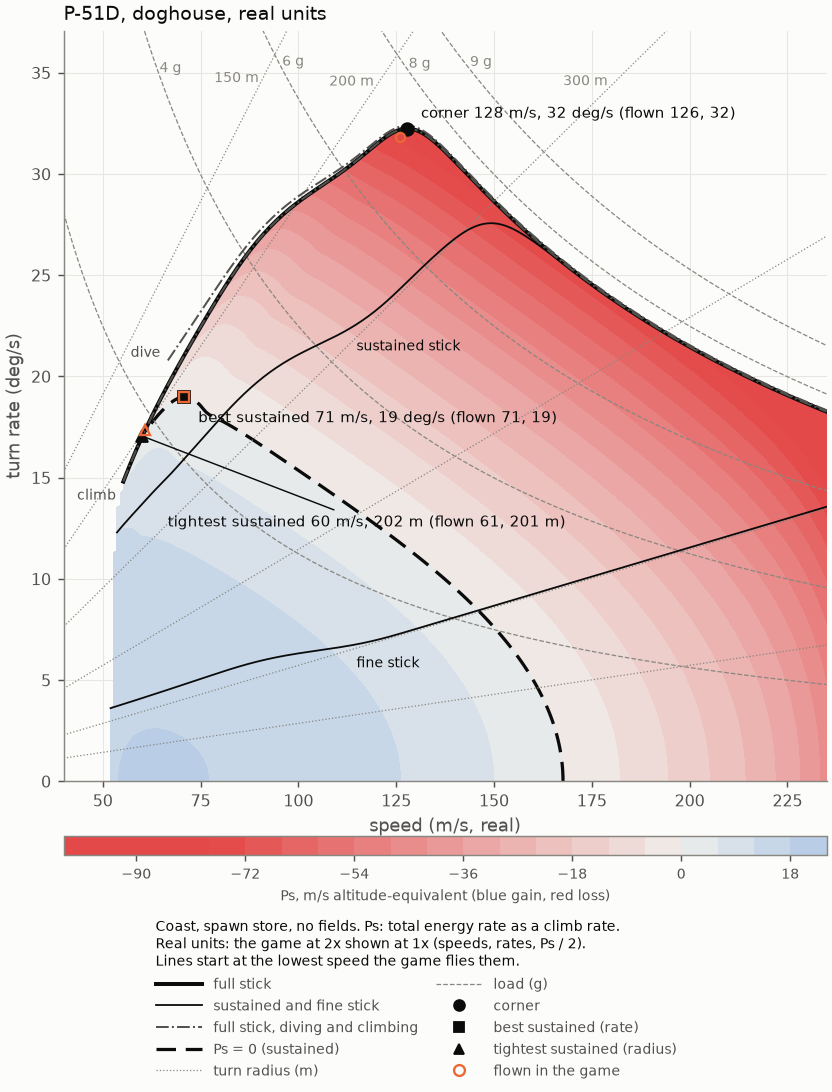 P-51D, doghouse, real units
4 g
150 m
6 g
200 m
8 g
9 g
300 m
corner 128 m/s, 32 deg/s (flown 126, 32)
dive
sustained stick
best sustained 71 m/s, 19 deg/s (flown 71, 19)
climb
tightest sustained 60 m/s, 202 m (flown 61, 201 m)
fine stick
turn rate (deg/s)
35
30
25
20
15
10
5
0
50
75
100
125
150
175
200
225
speed (m/s, real)
−90
−72
−54
−36
−18
0
18
Ps, m/s altitude-equivalent (blue gain, red loss)
Coast, spawn store, no fields. Ps: total energy rate as a climb rate.
Real units: the game at 2x shown at 1x (speeds, rates, Ps / 2).
Lines start at the lowest speed the game flies them.
full stick
sustained and fine stick
full stick, diving and climbing
Ps = 0 (sustained)
turn radius (m)
load (g)
corner
best sustained (rate)
tightest sustained (radius)
flown in the game